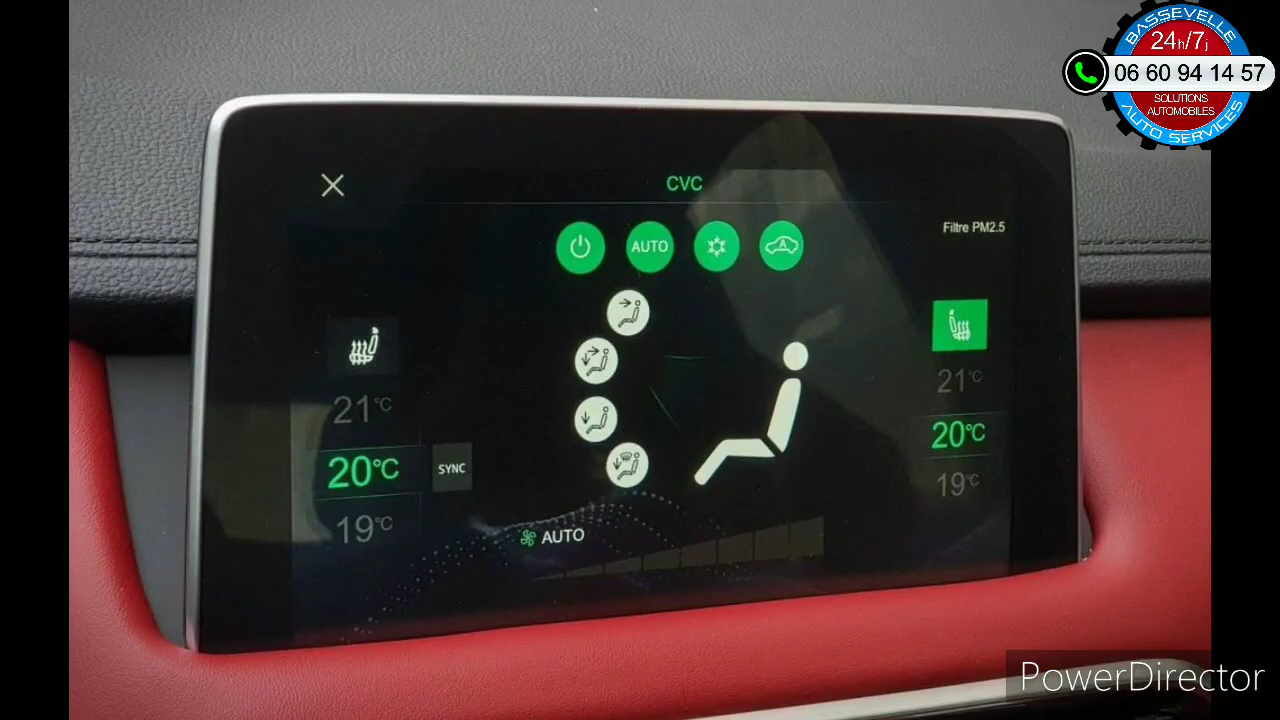 BASSEVELLE
24h/7j
06 60 94 14 57
SOLUTIONS
AUTOMOBILES
AUTO SERVICES
CVC
Filtre PM2.5
AUTO
A
21°C
20°C
19°C
SYNC
21°C
20°C
19°C
AUTO
PowerDirector